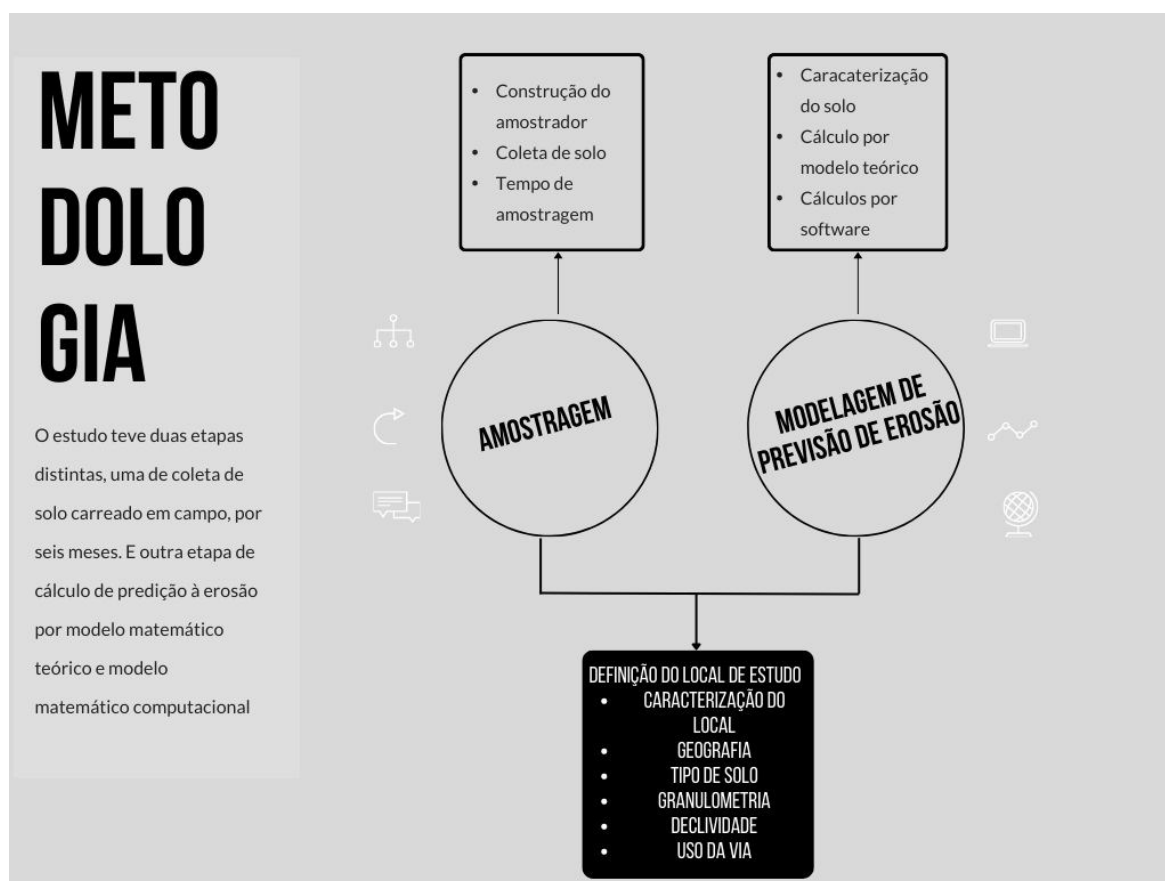 METO
DOLO
GIA
O estudo teve duas etapas
distintas, uma de coleta de
solo carreado em campo, por
seis meses. E outra etapa de
cálculo de predição à erosão
por modelo matemático
teórico e modelo
matemático computacional
• Construção do
amostrador
• Coleta de solo
• Tempo de
amostragem
• Caracaterização
do solo
• Cálculo por
modelo teórico
• Cálculos por
software
AMOSTRAGEM
MODELAGEM DE
PREVISÃO DE EROSÃO
DEFINIÇÃO DO LOCAL DE ESTUDO
• CARACTERIZAÇÃO DO
LOCAL
• GEOGRAFIA
• TIPO DE SOLO
• GRANULOMETRIA
• DECLIVIDADE
• USO DA VIA